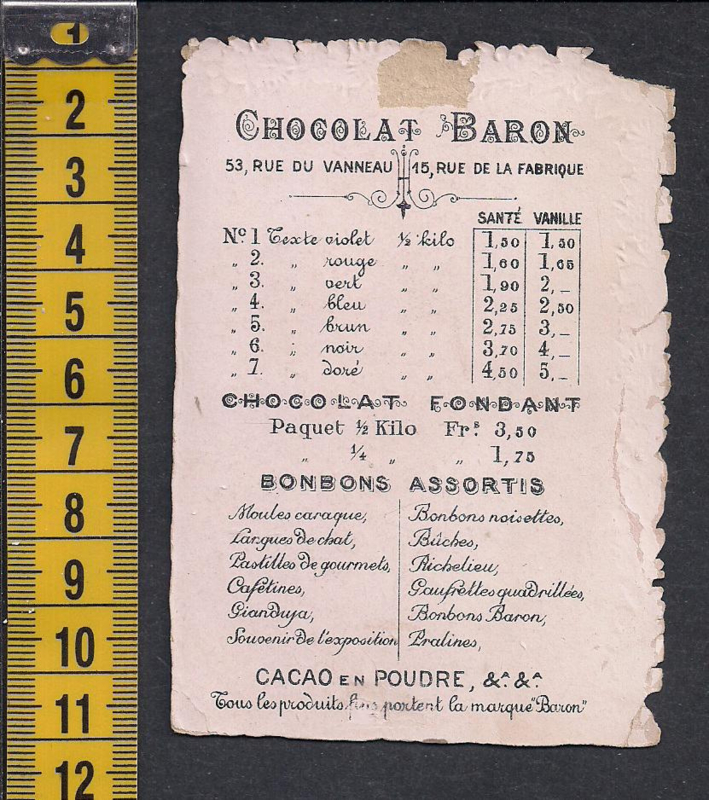 1
2
3
4
5
6
7
8
9
10
11
12
CHOCOLAT BARON
53, RUE DU VANNEAU 15, RUE DE LA FABRIQUE
SANTÉ VANILLE
No. 1 Texte violet ½ kilo 1,50 1,50
„ 2. „ rouge „ „ 1,60 1,65
„ 3. „ vert „ „ 1,90 2,_
„ 4. „ bleu „ „ 2,25 2,50
„ 5. „ brun „ „ 2,75 3,_
„ 6. „ noir „ „ 3,70 4,_
„ 7. „ doré „ „ 4,50 5,_
CHOCOLAT FONDANT
Paquet ½ Kilo Frs. 3,50
„ ¼ „ „ 1,75
BONBONS ASSORTIS
Moules caraque,
Largues de chat,
Pastilles de gourmets,
Cafétines,
Gianduja,
Souvenir de l'exposition
Bonbons noisettes,
Bûches,
Richelieu,
Gaufrettes quadrillées,
Bonbons Baron,
Pralines,
CACAO EN POUDRE, &ª &ª
Tous les produits fins portent la marque "Baron"